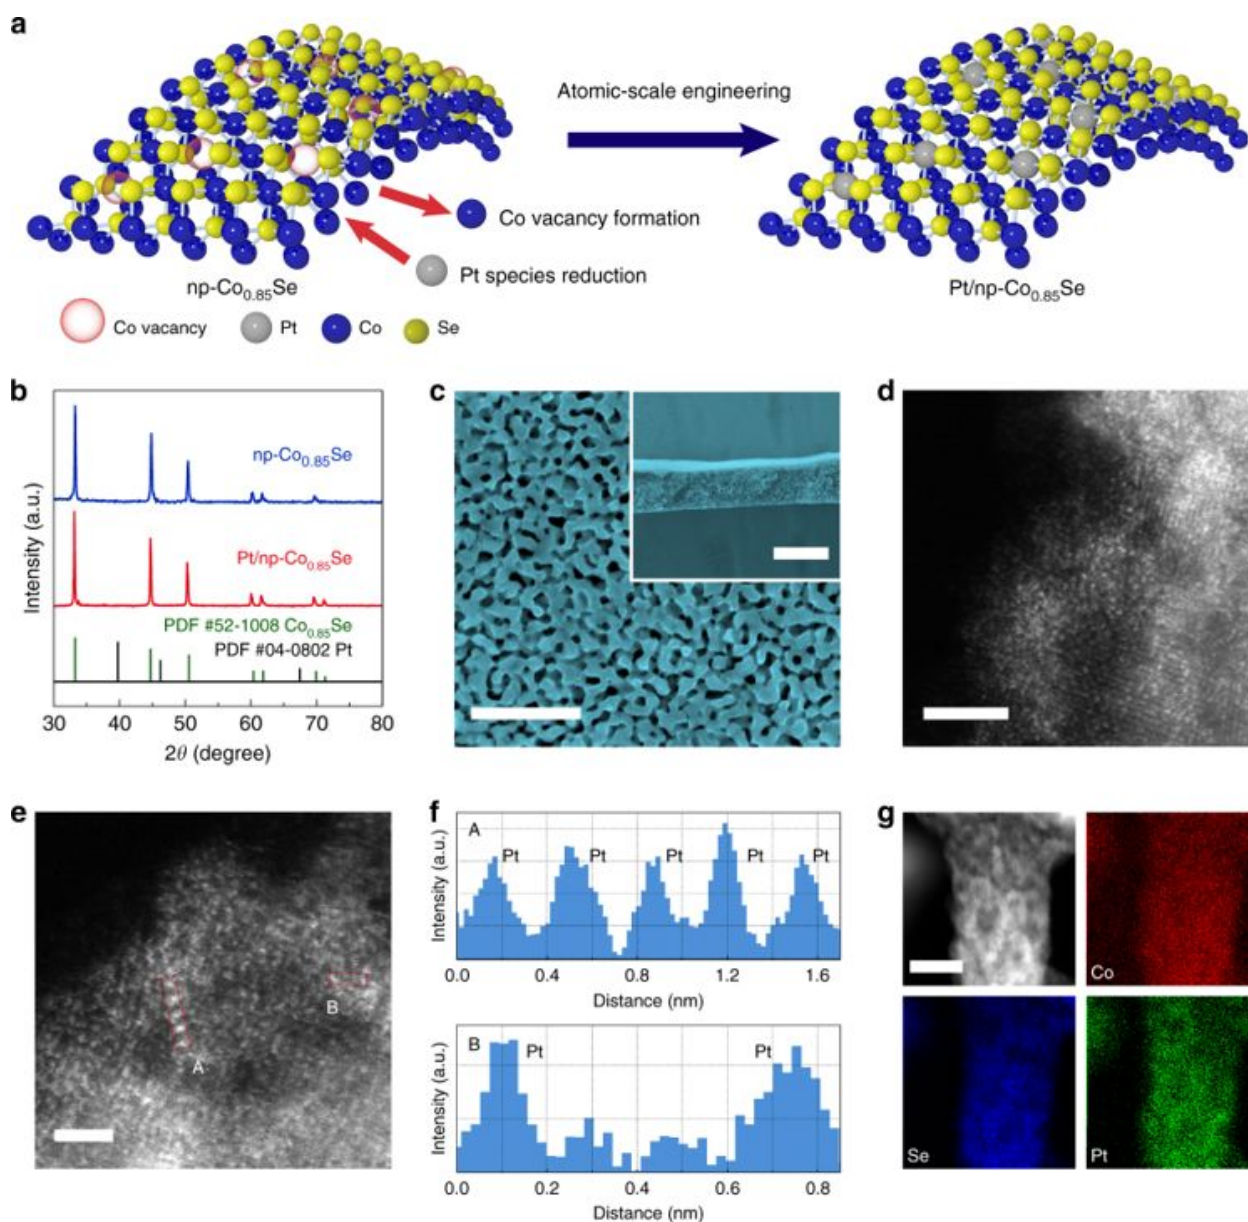 a
Atomic-scale engineering
Co vacancy formation
Pt species reduction
np-Co₀.₈₅Se
Pt/np-Co₀.₈₅Se
Co vacancy
Pt
Co
Se
b
Intensity (a.u.)
np-Co₀.₈₅Se
Pt/np-Co₀.₈₅Se
PDF #52-1008 Co₀.₈₅Se
PDF #04-0802 Pt
30 40 50 60 70 80
2θ (degree)
c
d
e
A
B
f
A
Intensity (a.u.)
Pt Pt Pt Pt Pt
0.0 0.4 0.8 1.2 1.6
Distance (nm)
B
Intensity (a.u.)
Pt Pt
0.0 0.2 0.4 0.6 0.8
Distance (nm)
g
Co
Se
Pt